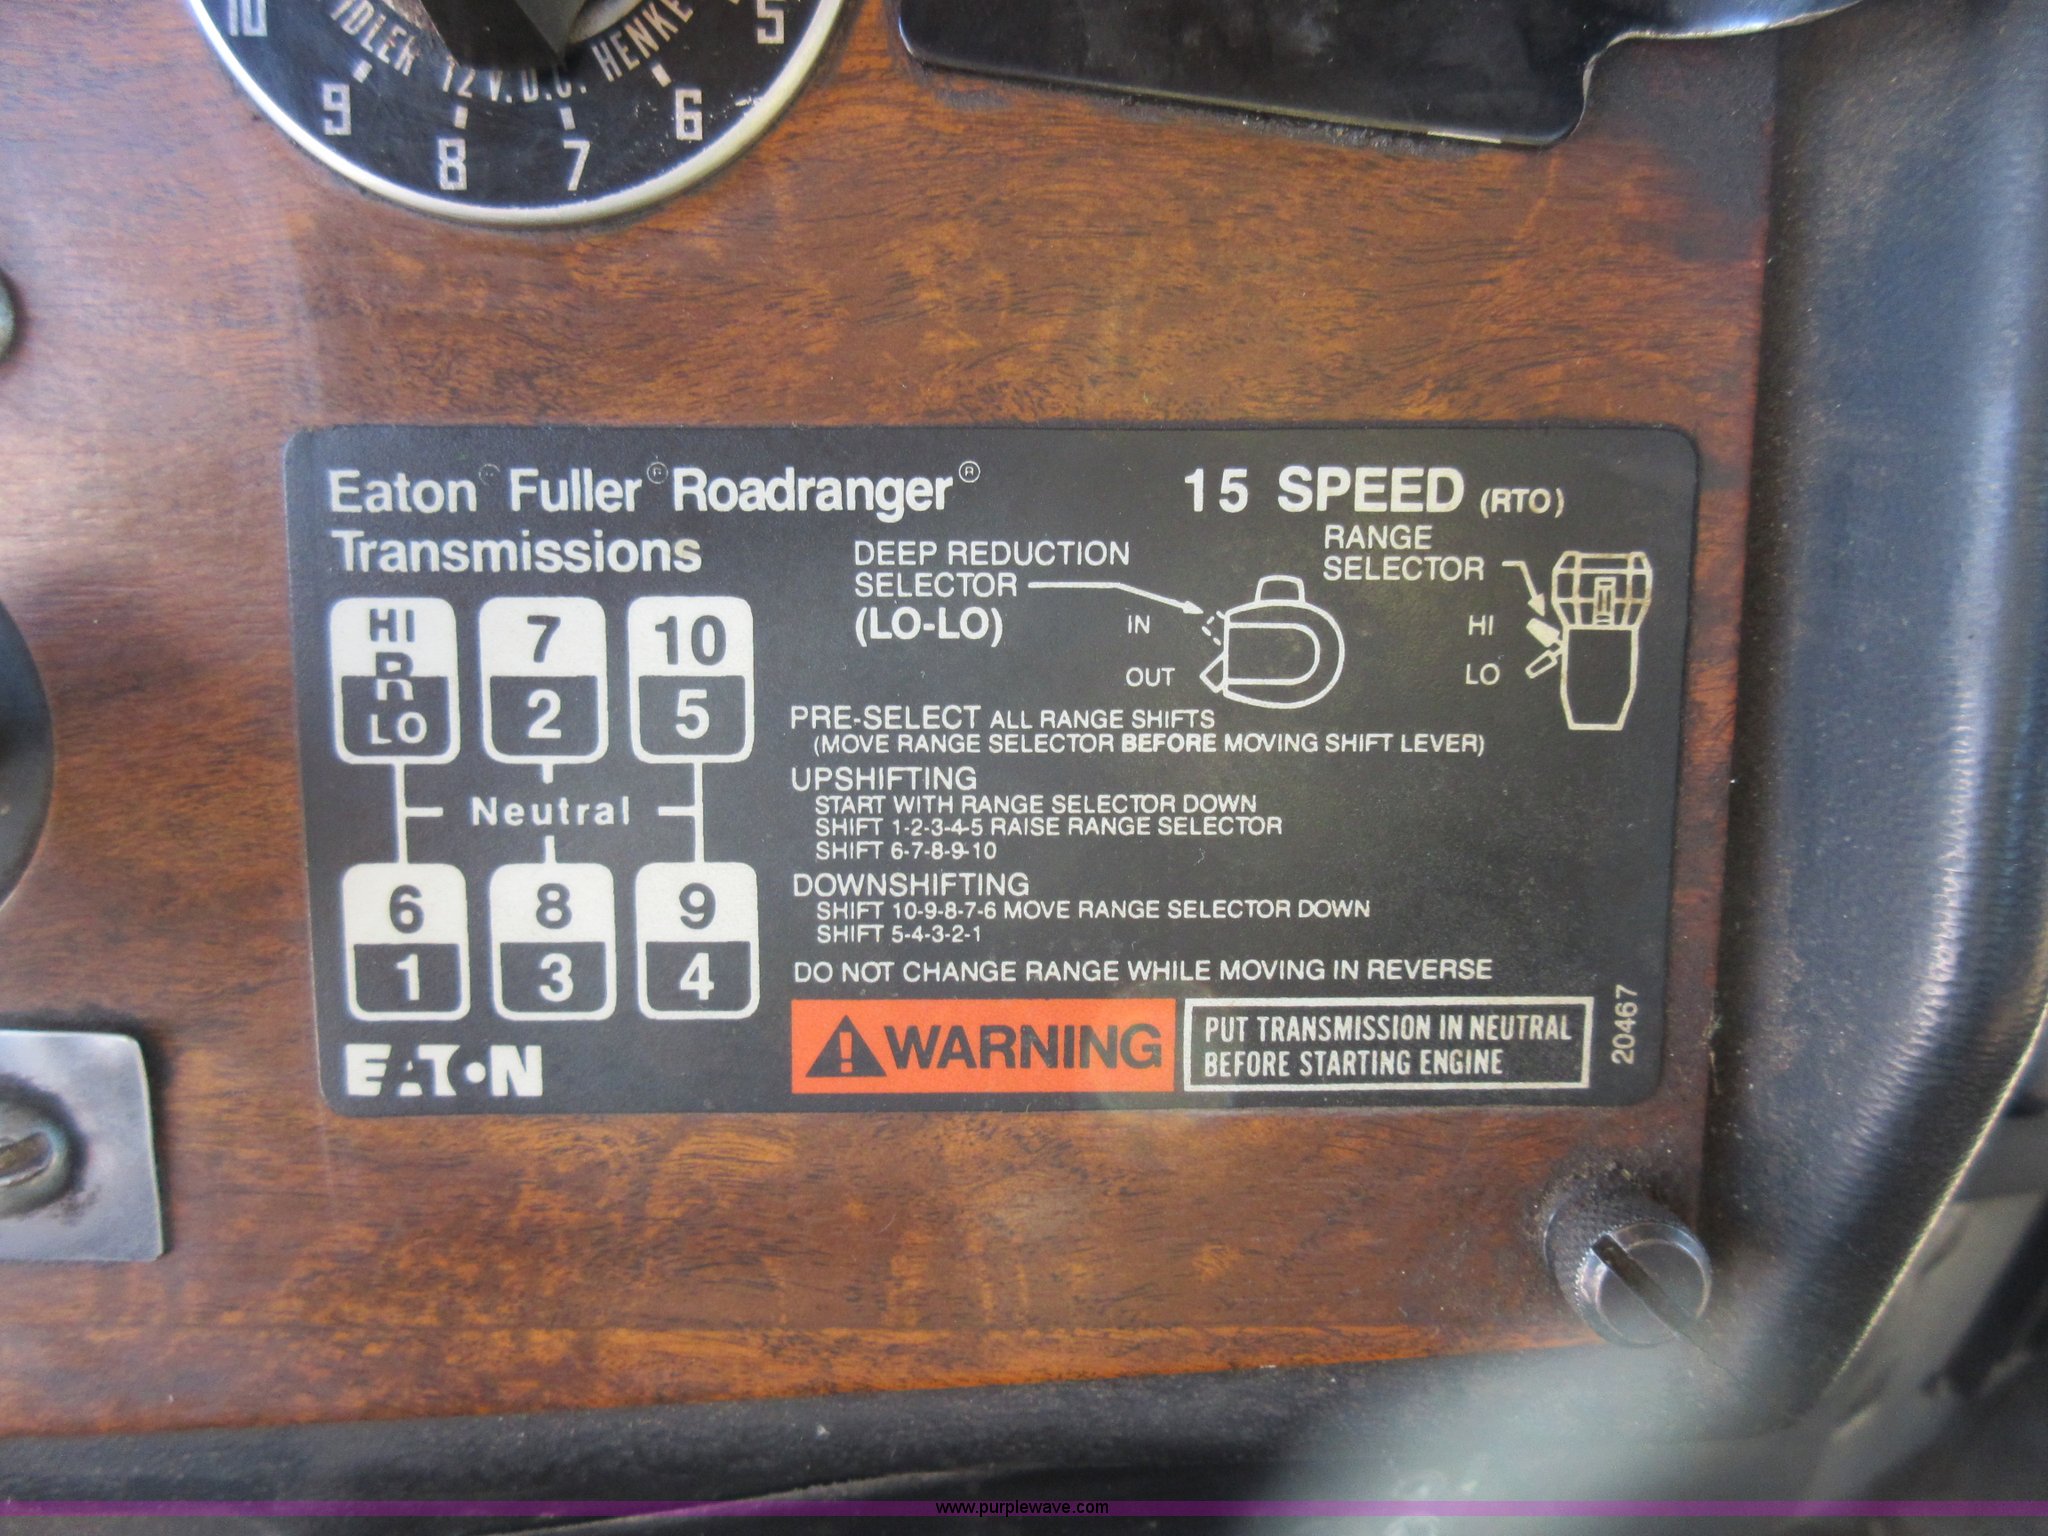 10
IDLER
12 V.D.C.
HENKE
5
9
8
7
6
Eaton® Fuller® Roadranger®
Transmissions
15 SPEED (RTO)
DEEP REDUCTION
SELECTOR
(LO-LO)
IN
OUT
RANGE
SELECTOR
HI
LO
HI
R
LO
7
2
10
5
Neutral
6
1
8
3
9
4
PRE-SELECT ALL RANGE SHIFTS
(MOVE RANGE SELECTOR BEFORE MOVING SHIFT LEVER)
UPSHIFTING
START WITH RANGE SELECTOR DOWN
SHIFT 1-2-3-4-5 RAISE RANGE SELECTOR
SHIFT 6-7-8-9-10
DOWNSHIFTING
SHIFT 10-9-8-7-6 MOVE RANGE SELECTOR DOWN
SHIFT 5-4-3-2-1
DO NOT CHANGE RANGE WHILE MOVING IN REVERSE
EATON
WARNING
PUT TRANSMISSION IN NEUTRAL
BEFORE STARTING ENGINE
20467
www.purplewave.com